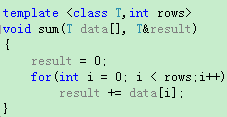 template <class T,int rows>
void sum(T data[], T&result)
{
    result = 0;
    for(int i = 0; i < rows;i++)
        result += data[i];
}